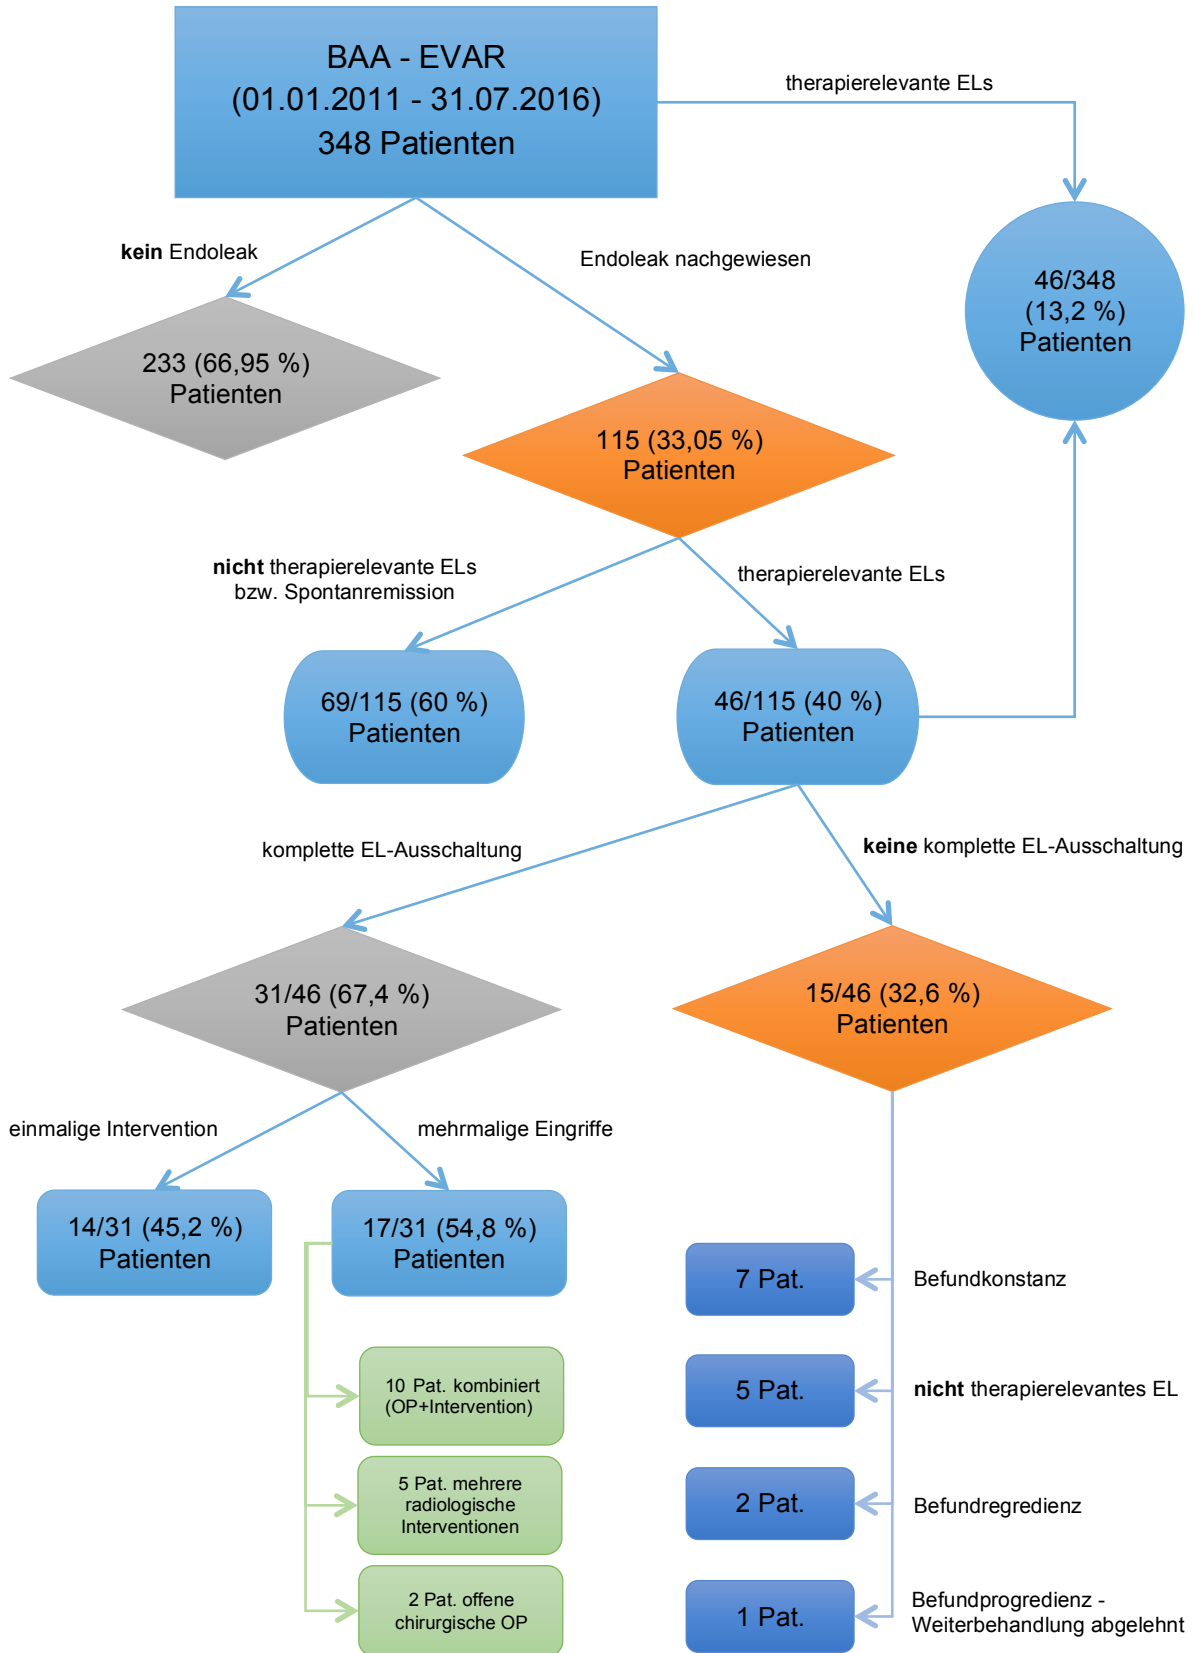 BAA - EVAR
(01.01.2011 - 31.07.2016)
348 Patienten
therapierelevante ELs
kein Endoleak
Endoleak nachgewiesen
46/348
(13,2 %)
Patienten
233 (66,95 %)
Patienten
115 (33,05 %)
Patienten
nicht therapierelevante ELs
bzw. Spontanremission
therapierelevante ELs
69/115 (60 %)
Patienten
46/115 (40 %)
Patienten
komplette EL-Ausschaltung
keine komplette EL-Ausschaltung
31/46 (67,4 %)
Patienten
15/46 (32,6 %)
Patienten
einmalige Intervention
mehrmalige Eingriffe
14/31 (45,2 %)
Patienten
17/31 (54,8 %)
Patienten
10 Pat. kombiniert
(OP+Intervention)
5 Pat. mehrere
radiologische
Interventionen
2 Pat. offene
chirurgische OP
7 Pat.
Befundkonstanz
5 Pat.
nicht therapierelevantes EL
2 Pat.
Befundregredienz
1 Pat.
Befundprogredienz -
Weiterbehandlung abgelehnt